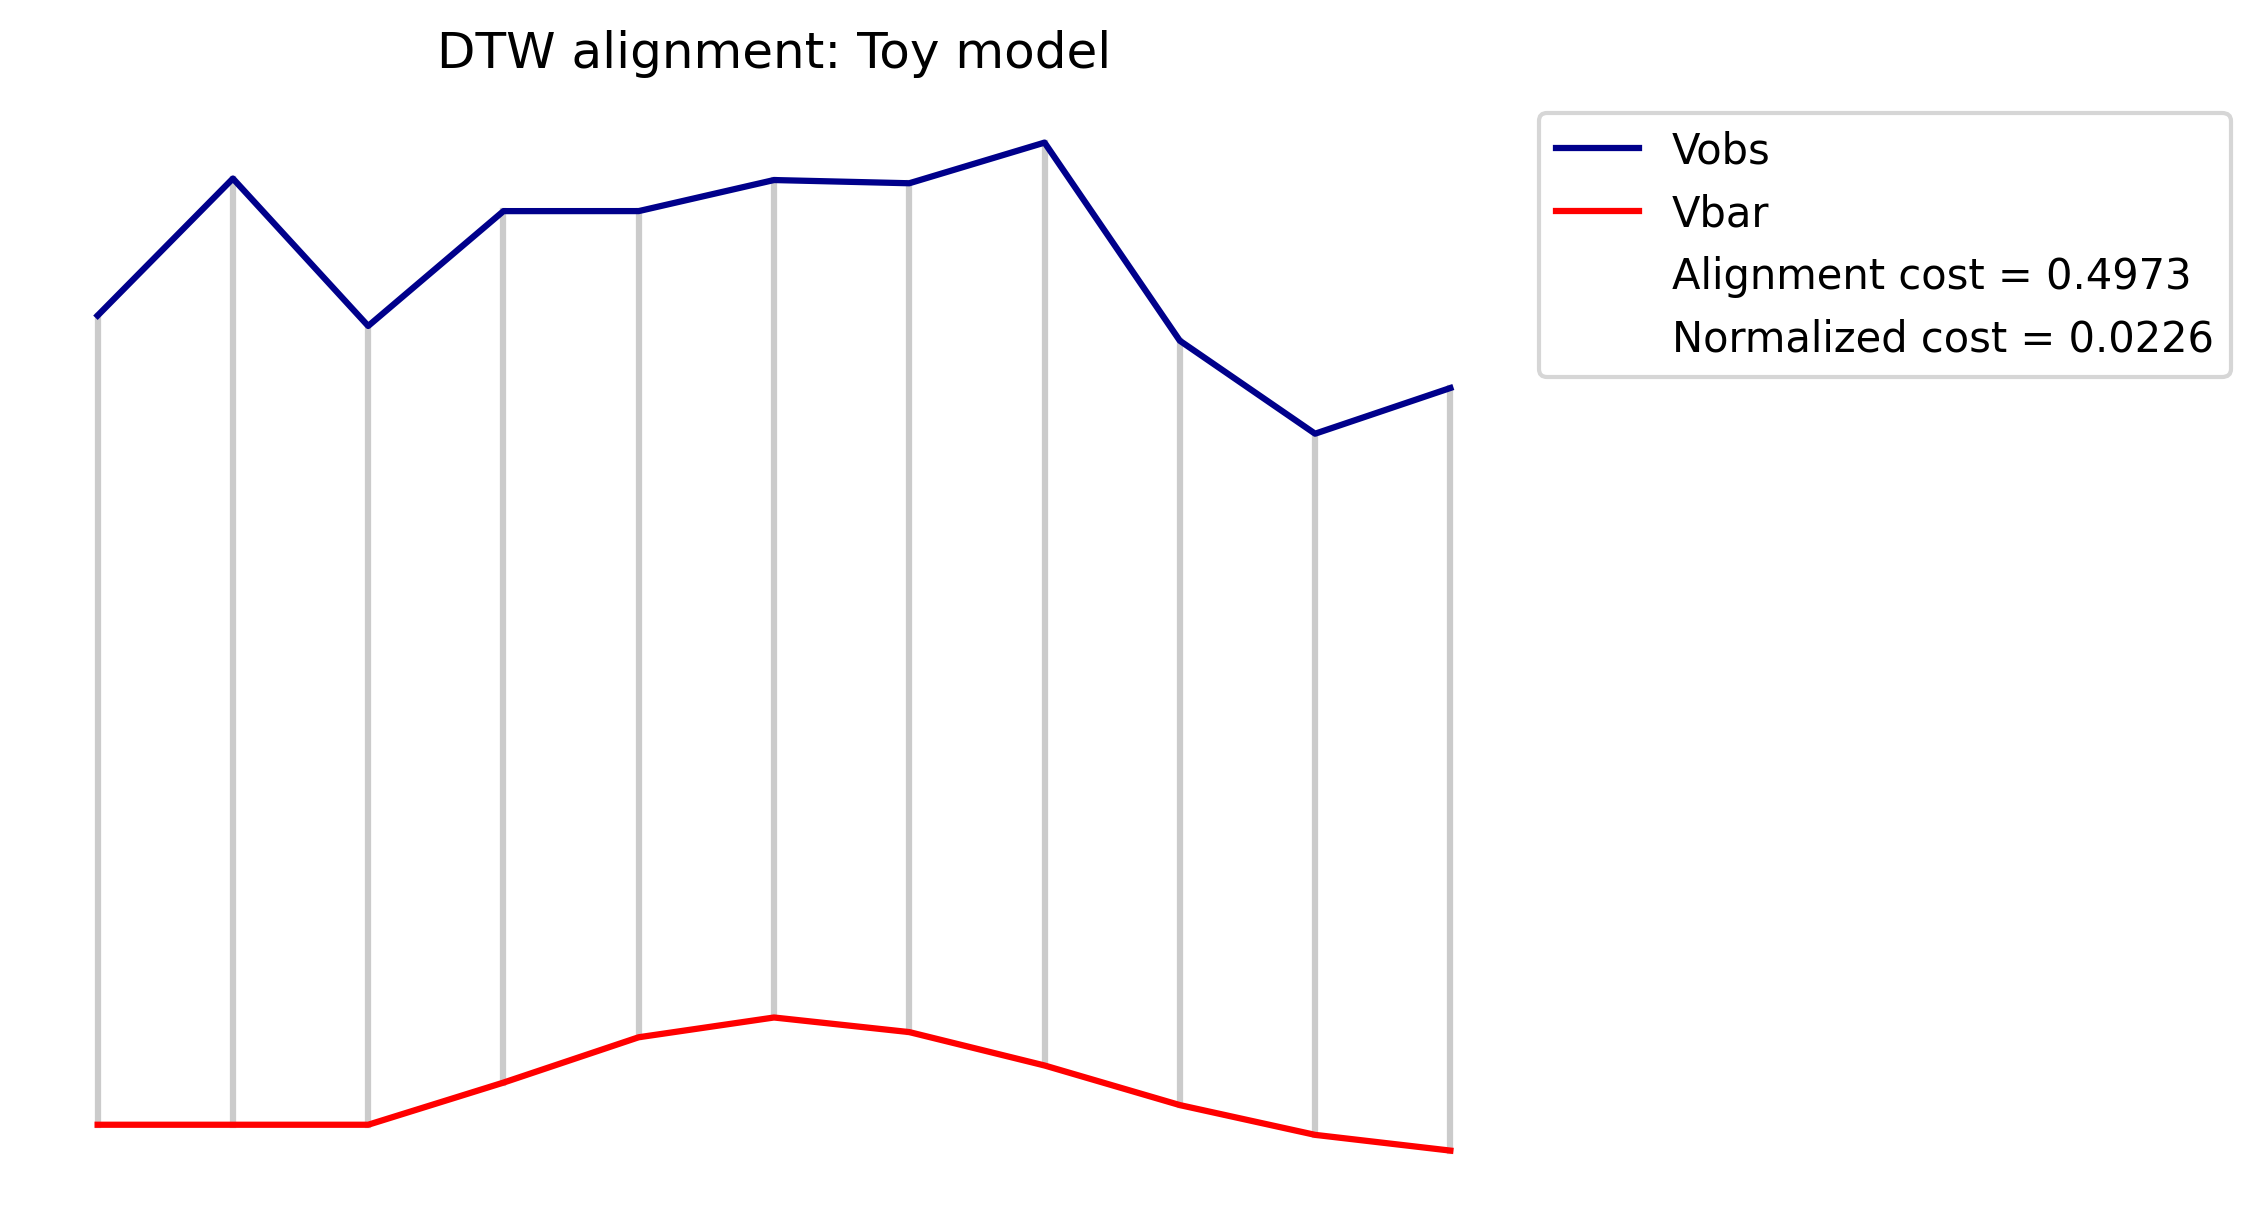 DTW alignment: Toy model
Vobs
Vbar
Alignment cost = 0.4973
Normalized cost = 0.0226